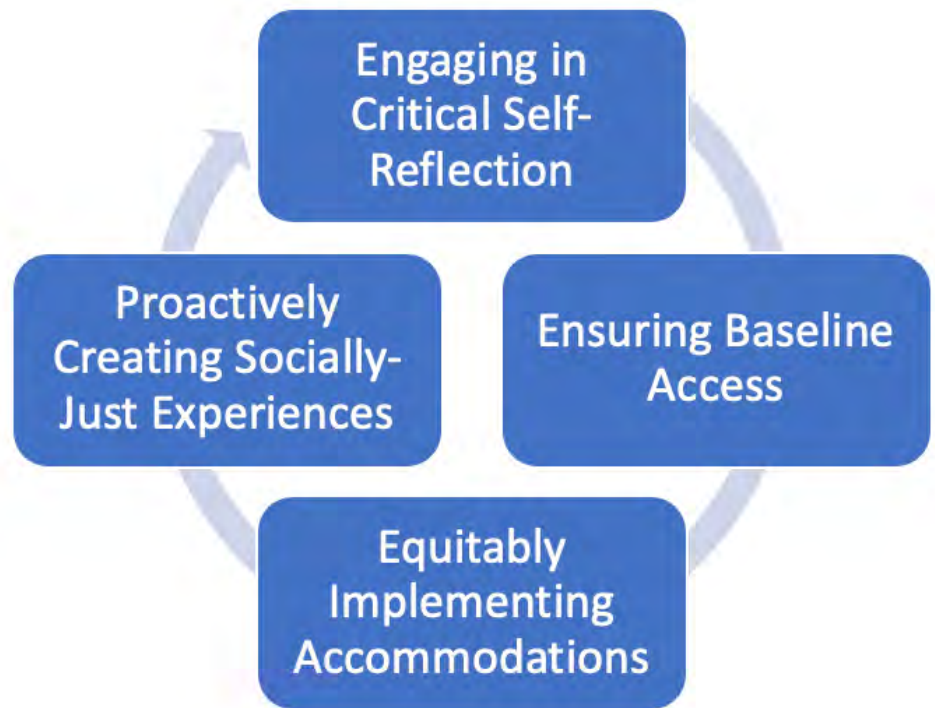 Engaging in
Critical Self-
Reflection
Ensuring Baseline
Access
Equitably
Implementing
Accommodations
Proactively
Creating Socially-
Just Experiences